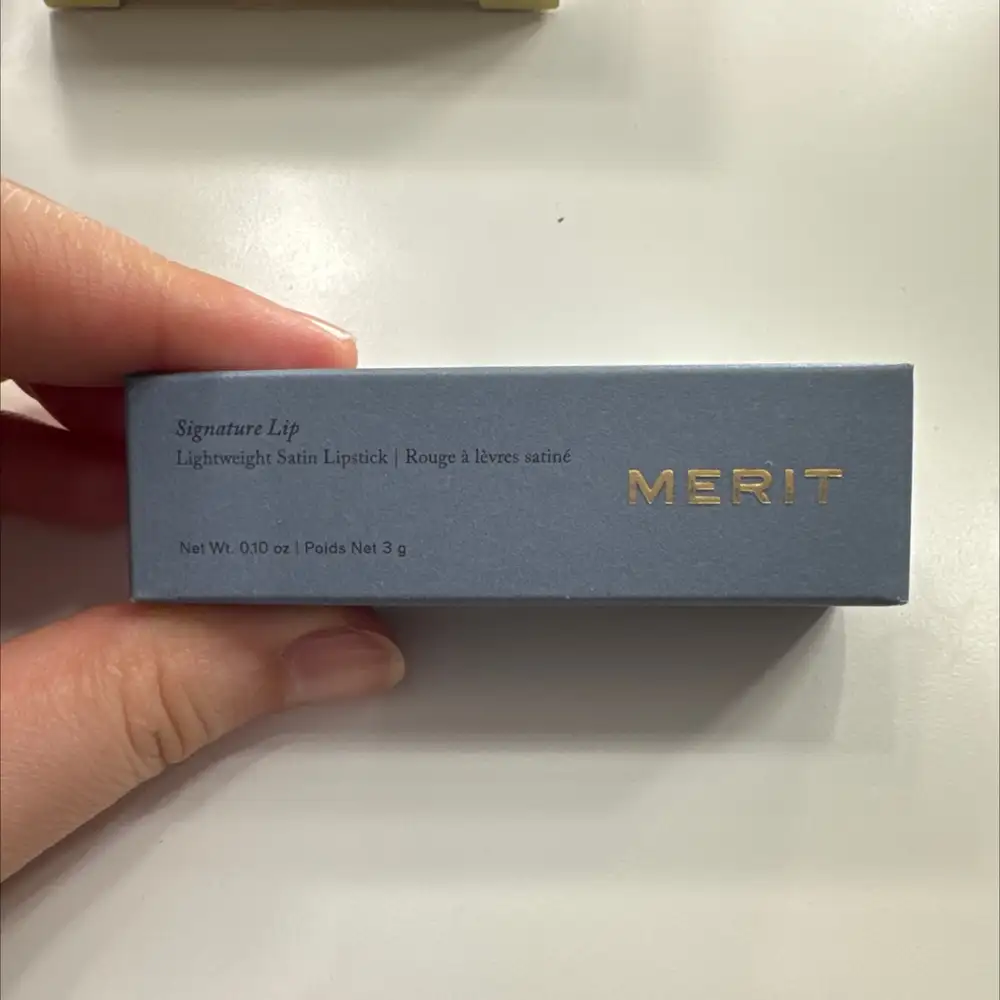 Signature Lip
Lightweight Satin Lipstick | Rouge à lèvres satiné
MERIT
Net Wt. 0.10 oz | Poids Net 3 g